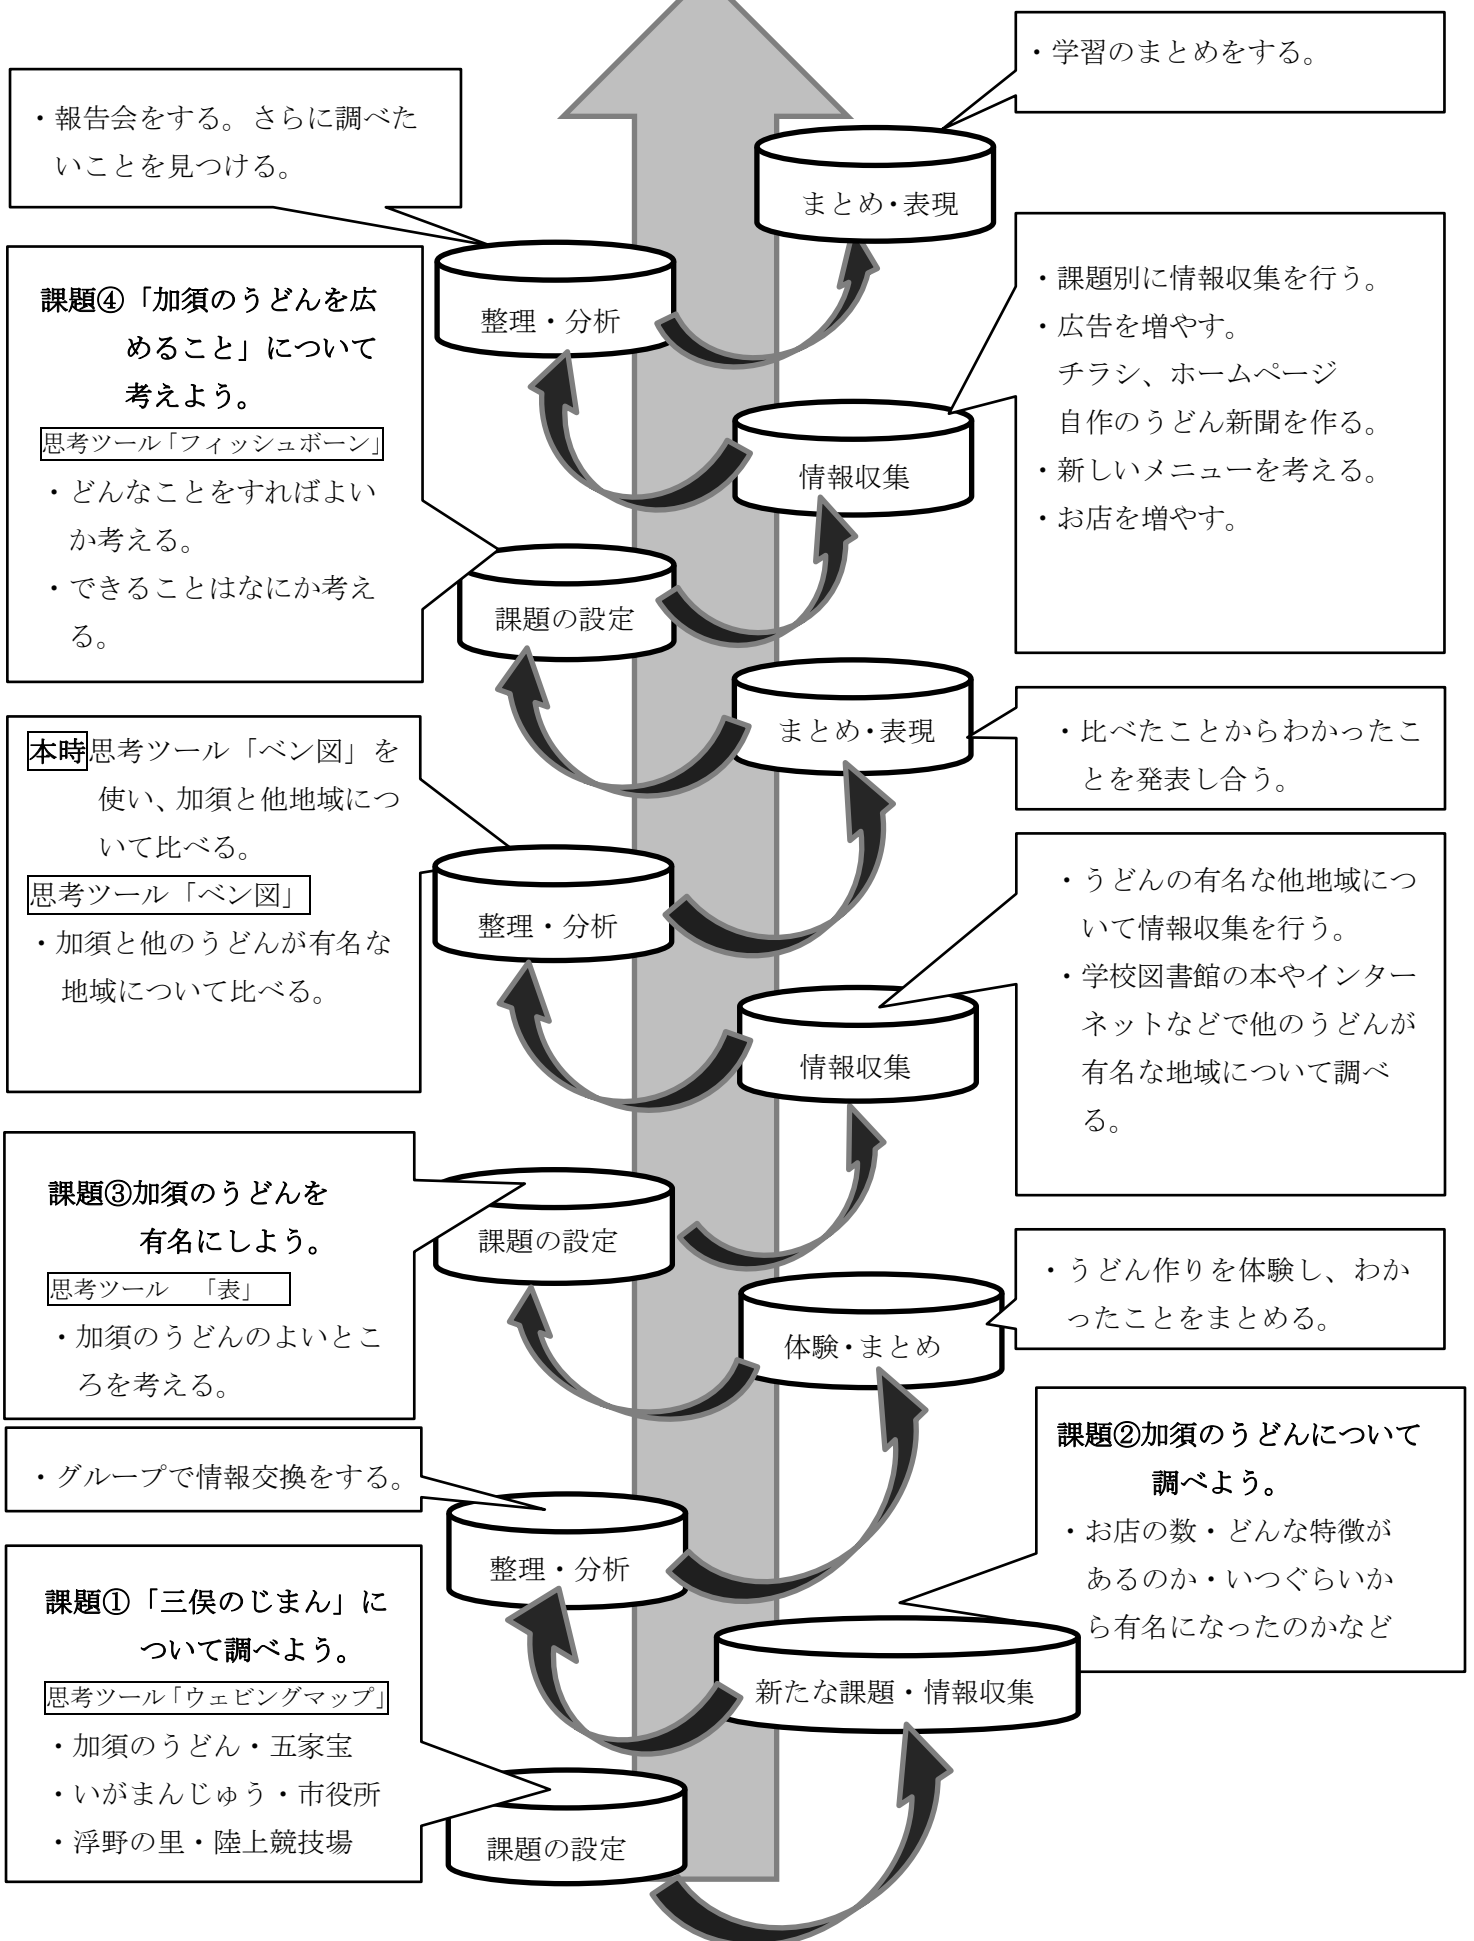 ・学習のまとめをする。
・報告会をする。さらに調べた
いことを見つける。
まとめ・表現
整理・分析
課題④「加須のうどんを広
めること」について
考えよう。
思考ツール「フィッシュボーン」
・どんなことをすればよい
か考える。
・できることはなにか考え
る。
・課題別に情報収集を行う。
・広告を増やす。
チラシ、ホームページ
自作のうどん新聞を作る。
・新しいメニューを考える。
・お店を増やす。
情報収集
課題の設定
まとめ・表現
・比べたことからわかったこ
とを発表し合う。
本時思考ツール「ベン図」を
使い、加須と他地域につ
いて比べる。
思考ツール「ベン図」
・加須と他のうどんが有名な
地域について比べる。
整理・分析
・うどんの有名な他地域につ
いて情報収集を行う。
・学校図書館の本やインター
ネットなどで他のうどんが
有名な地域について調べ
る。
情報収集
課題③加須のうどんを
有名にしよう。
思考ツール 「表」
・加須のうどんのよいとこ
ろを考える。
課題の設定
・うどん作りを体験し、わか
ったことをまとめる。
体験・まとめ
・グループで情報交換をする。
整理・分析
課題②加須のうどんについて
調べよう。
・お店の数・どんな特徴が
あるのか・いつぐらいか
ら有名になったのかなど
新たな課題・情報収集
課題①「三俣のじまん」に
ついて調べよう。
思考ツール「ウェビングマップ」
・加須のうどん・五家宝
・いがまんじゅう・市役所
・浮野の里・陸上競技場
課題の設定